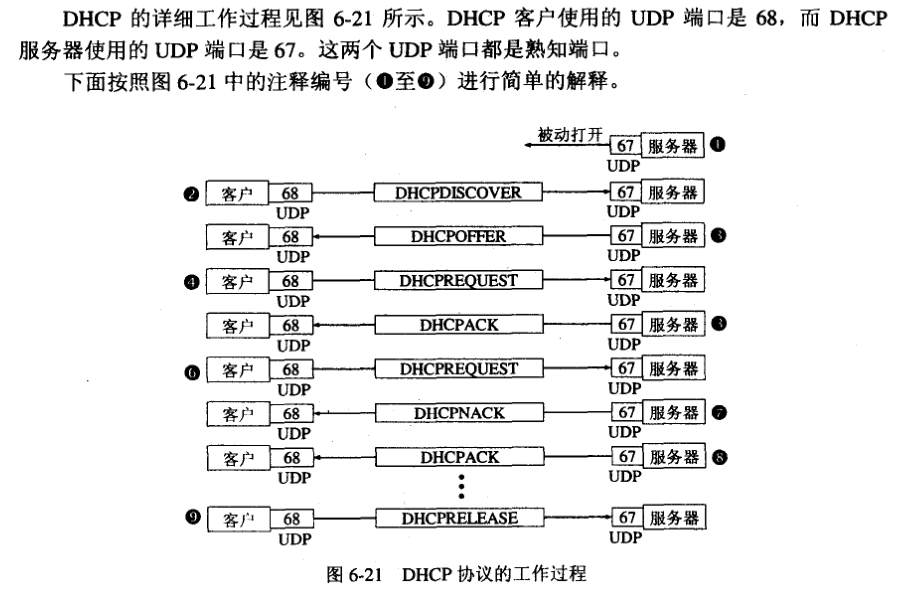 DHCP 的详细工作过程见图 6-21 所示。DHCP 客户使用的 UDP 端口是 68，而 DHCP
服务器使用的 UDP 端口是 67。这两个 UDP 端口都是熟知端口。
下面按照图 6-21 中的注释编号（❶至❾）进行简单的解释。
被动打开 67 服务器 ❶
UDP
❷ 客户 68 DHCPDISCOVER 67 服务器
UDP UDP
客户 68 DHCPOFFER 67 服务器 ❸
UDP UDP
❹ 客户 68 DHCPREQUEST 67 服务器
UDP UDP
客户 68 DHCPACK 67 服务器 ❸
UDP UDP
❻ 客户 68 DHCPREQUEST 67 服务器
UDP UDP
客户 68 DHCPNACK 67 服务器 ❼
UDP UDP
客户 68 DHCPACK 67 服务器 ❽
UDP UDP
❾ 客户 68 DHCPRELEASE 67 服务器
UDP UDP
图 6-21 DHCP 协议的工作过程